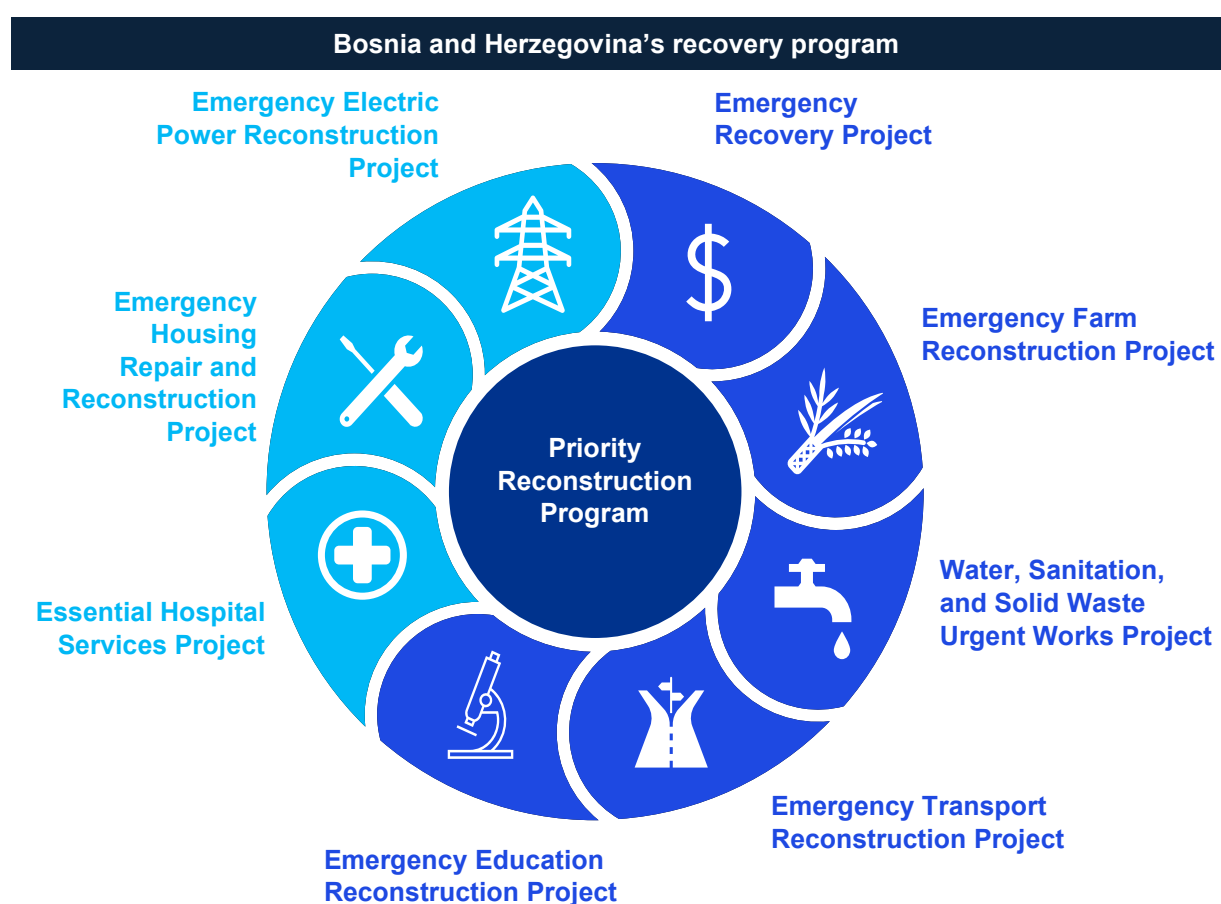 Bosnia and Herzegovina’s recovery program
Emergency Electric
Power Reconstruction
Project
Emergency
Recovery Project
Emergency
Housing
Repair and
Reconstruction
Project
Emergency Farm
Reconstruction Project
$
Priority
Reconstruction
Program
Water, Sanitation,
and Solid Waste
Urgent Works Project
Essential Hospital
Services Project
Emergency Transport
Reconstruction Project
Emergency Education
Reconstruction Project